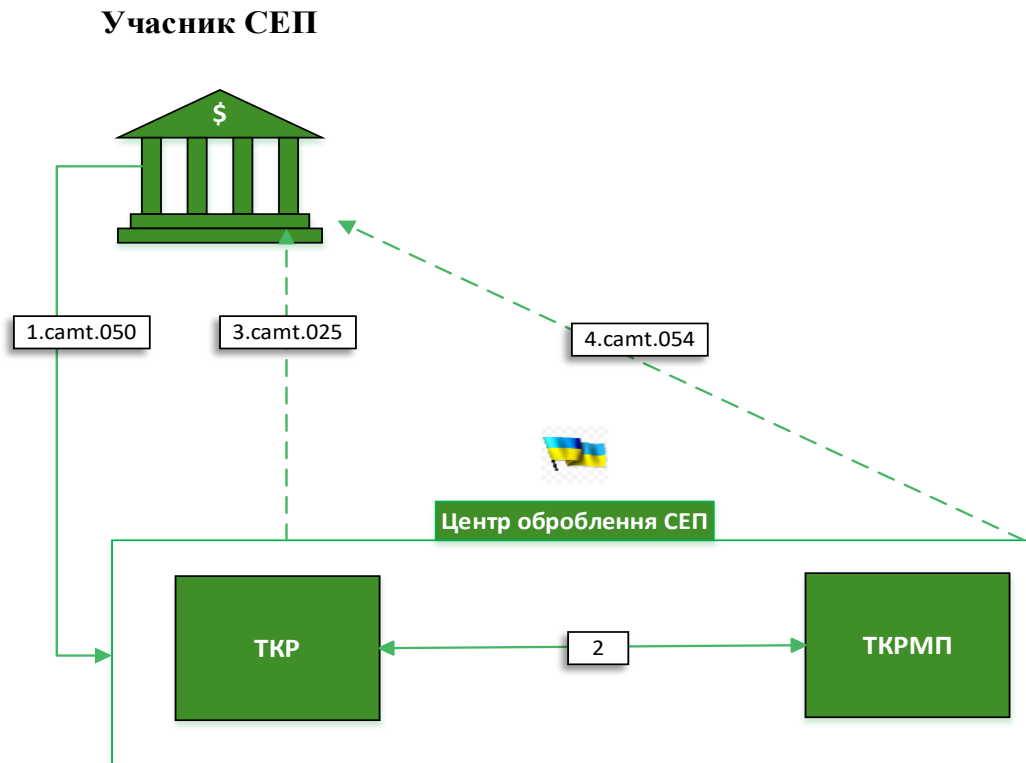 Учасник СЕП
$
1.camt.050
3.camt.025
4.camt.054
Центр оброблення СЕП
ТКР
2
ТКРМП